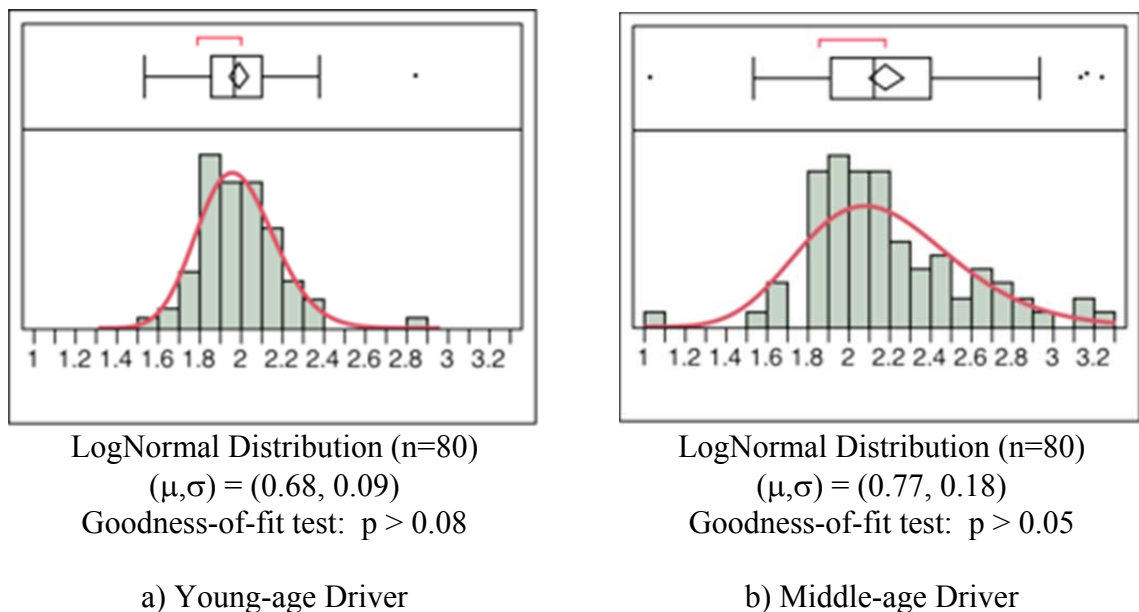 1 1.2 1.4 1.6 1.8 2 2.2 2.4 2.6 2.8 3 3.2
LogNormal Distribution (n=80)
(μ,σ) = (0.68, 0.09)
Goodness-of-fit test:  p > 0.08
a) Young-age Driver
1 1.2 1.4 1.6 1.8 2 2.2 2.4 2.6 2.8 3 3.2
LogNormal Distribution (n=80)
(μ,σ) = (0.77, 0.18)
Goodness-of-fit test:  p > 0.05
b) Middle-age Driver